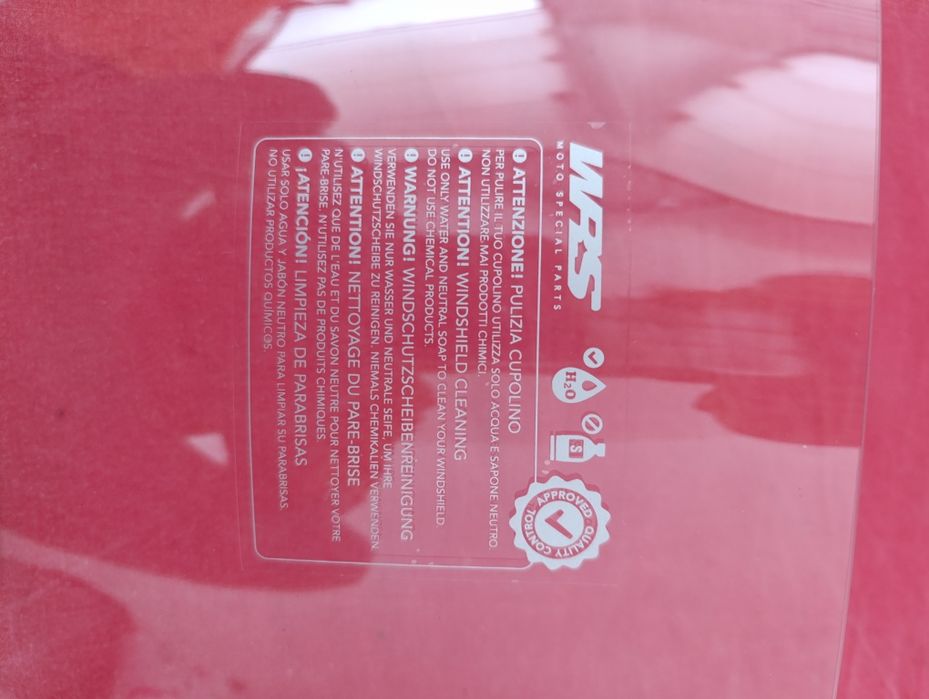 WRS
MOTO SPECIAL PARTS
H2O
:S
APPROVED
QUALITY CONTROL
! ATTENZIONE! PULIZIA CUPOLINO
PER PULIRE IL TUO CUPOLINO UTILIZZA SOLO ACQUA E SAPONE NEUTRO.
NON UTILIZZARE MAI PRODOTTI CHIMICI.
! ATTENTION! WINDSHIELD CLEANING
USE ONLY WATER AND NEUTRAL SOAP TO CLEAN YOUR WINDSHIELD.
DO NOT USE CHEMICAL PRODUCTS.
! WARNUNG! WINDSCHUTZSCHEIBENREINIGUNG
VERWENDEN SIE NUR WASSER UND NEUTRALE SEIFE, UM IHRE
WINDSCHUTZSCHEIBE ZU REINIGEN. NIEMALS CHEMIKALIEN VERWENDEN.
! ATTENTION! NETTOYAGE DU PARE-BRISE
N'UTILISEZ QUE DE L'EAU ET DU SAVON NEUTRE POUR NETTOYER VOTRE
PARE-BRISE. N'UTILISEZ PAS DE PRODUITS CHIMIQUES.
! ¡ATENCIÓN! LIMPIEZA DE PARABRISAS
USAR SOLO AGUA Y JABÓN NEUTRO PARA LIMPIAR SU PARABRISAS.
NO UTILIZAR PRODUCTOS QUÍMICOS.